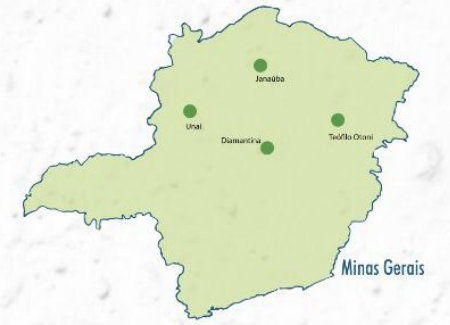 Janaúba
Unaí
Diamantina
Teófilo Otoni
Minas Gerais